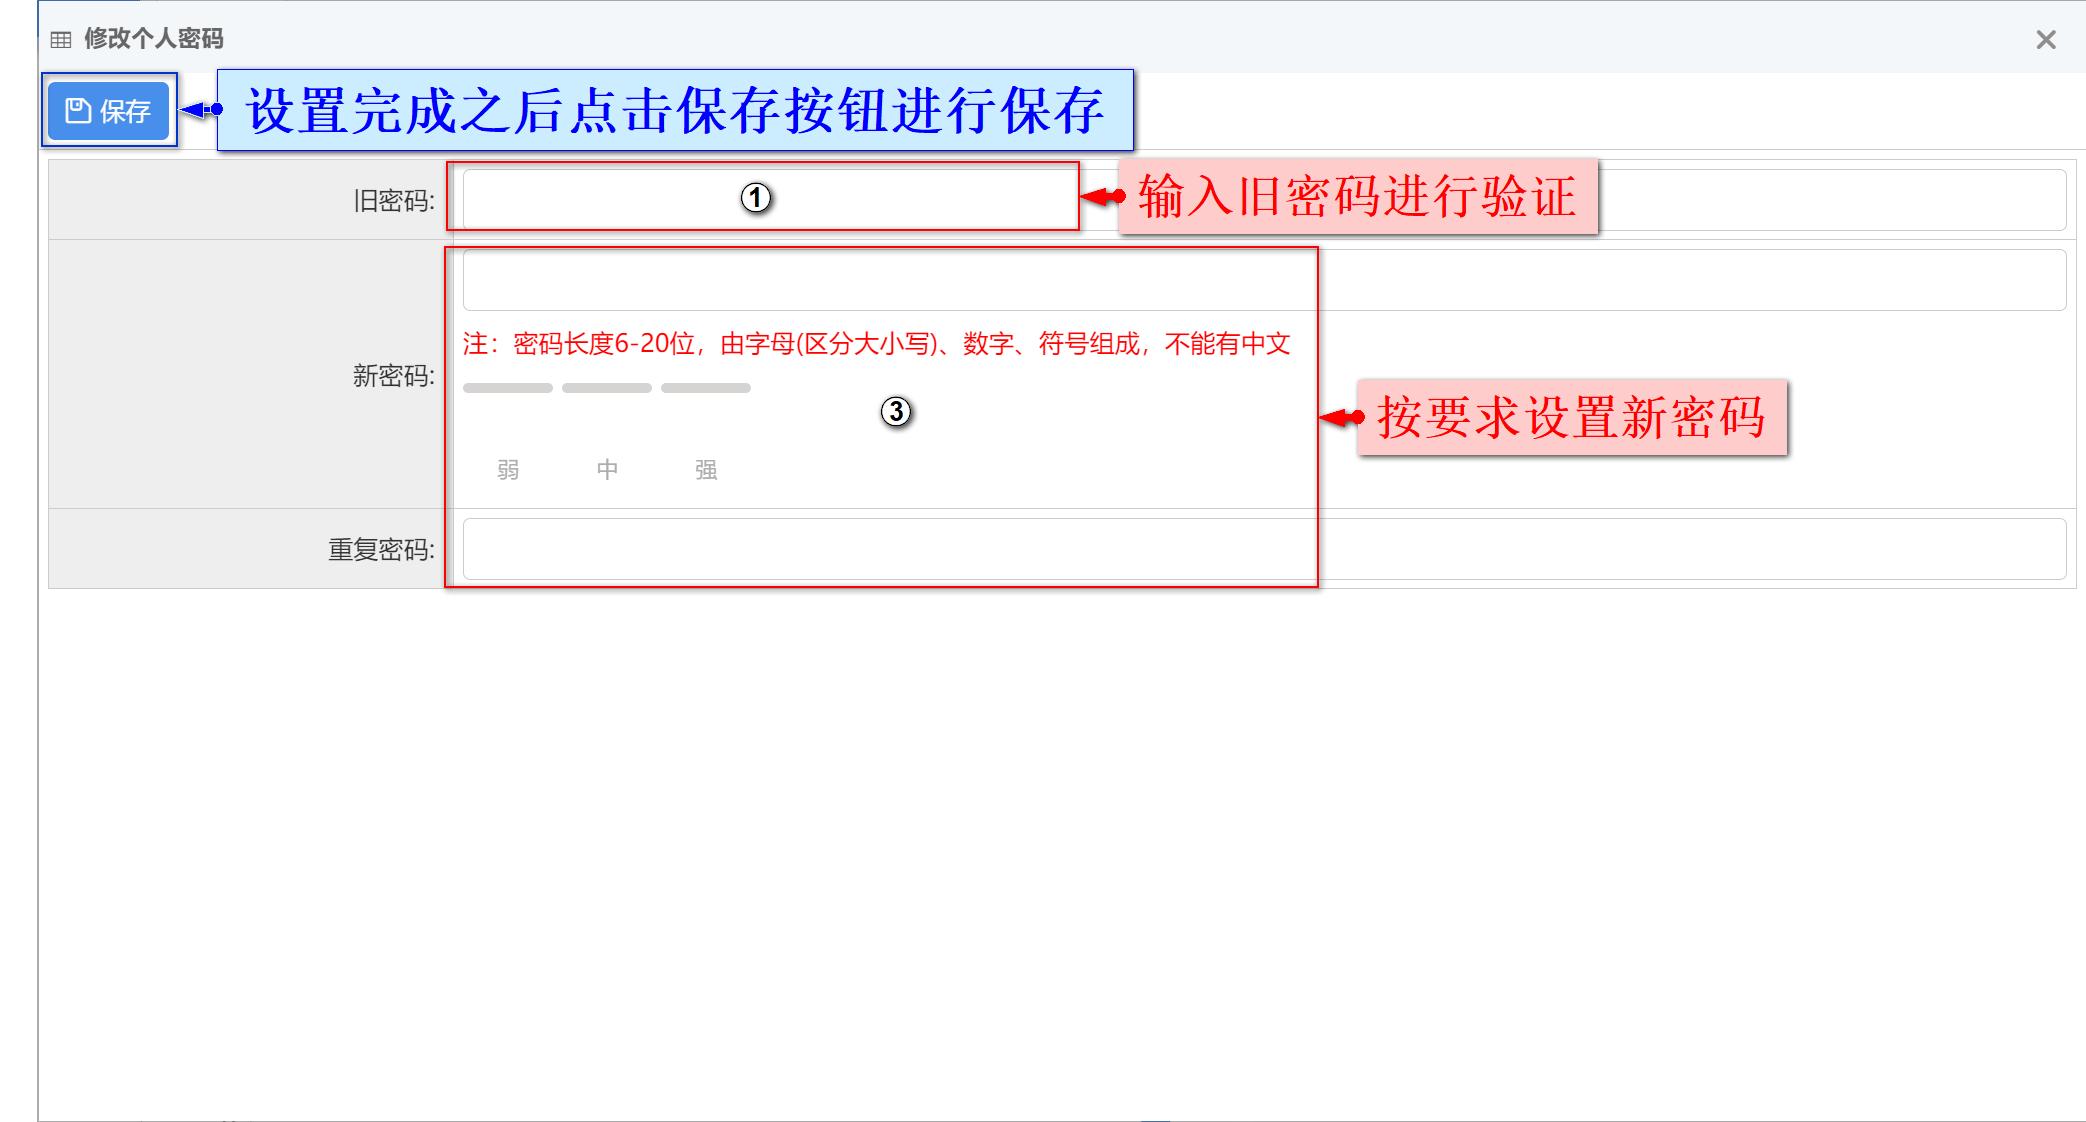 修改个人密码
保存
设置完成之后点击保存按钮进行保存
旧密码:
①
输入旧密码进行验证
注：密码长度6-20位，由字母(区分大小写)、数字、符号组成，不能有中文
新密码:
③
按要求设置新密码
弱 中 强
重复密码: